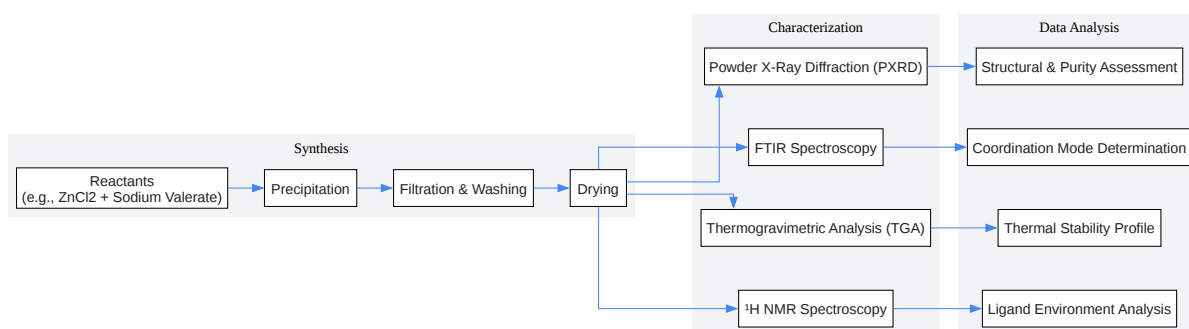 Characterization
Data Analysis
Powder X-Ray Diffraction (PXRD)
Structural & Purity Assessment
Synthesis
FTIR Spectroscopy
Coordination Mode Determination
Reactants
(e.g., ZnCl2 + Sodium Valerate)
Precipitation
Filtration & Washing
Drying
Thermogravimetric Analysis (TGA)
Thermal Stability Profile
¹H NMR Spectroscopy
Ligand Environment Analysis